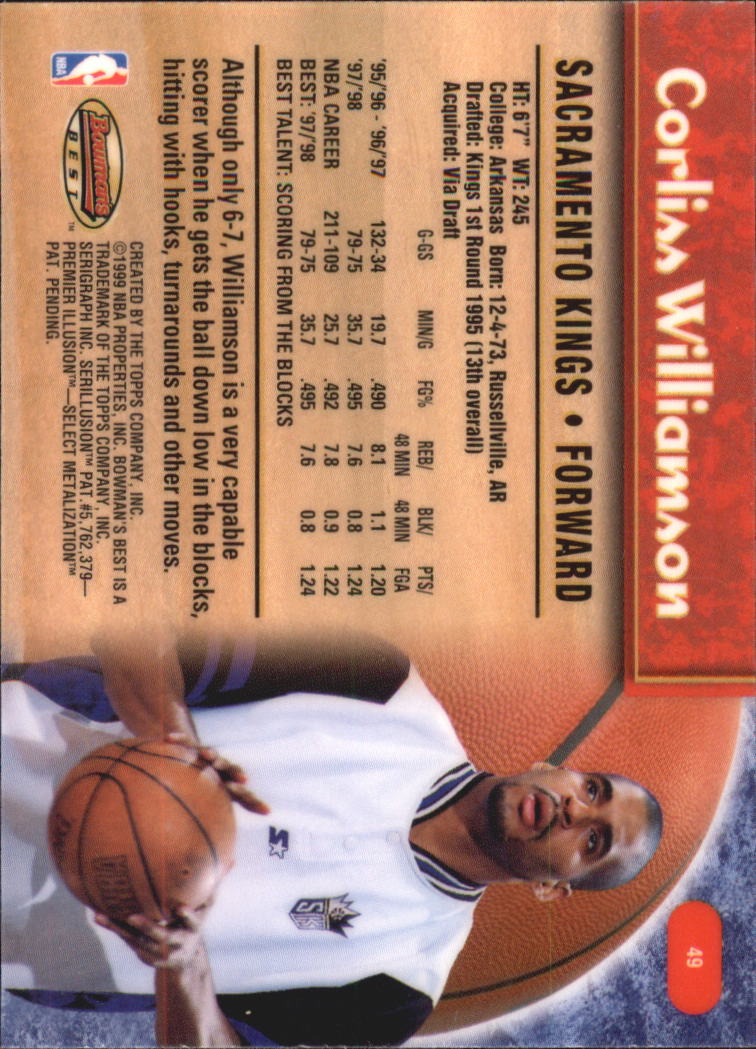 Corliss Williamson
49
SACRAMENTO KINGS • FORWARD
HT: 6'7" WT: 245
College: Arkansas Born: 12-4-73, Russellville, AR
Drafted: Kings 1st Round 1995 (13th overall)
Acquired: Via Draft
REB/ BLK/ PTS/
G-GS MIN/G FG% 48 MIN 48 MIN FGA
'95/'96 - '96/'97 132-34 19.7 .490 8.1 1.1 1.20
'97/'98 79-75 35.7 .495 7.6 0.8 1.24
NBA CAREER 211-109 25.7 .492 7.8 0.9 1.22
BEST: '97/'98 79-75 35.7 .495 7.6 0.8 1.24
BEST TALENT: SCORING FROM THE BLOCKS
Although only 6-7, Williamson is a very capable
scorer when he gets the ball down low in the blocks,
hitting with hooks, turnarounds and other moves.
NBA
Bowman's
BEST™
CREATED BY THE TOPPS COMPANY, INC.
©1999 NBA PROPERTIES, INC. BOWMAN'S BEST IS A
TRADEMARK OF THE TOPPS COMPANY, INC.
SERIGRAPH INC. SERILLUSION™ PAT. #5,762,379—
PREMIER ILLUSION™—SELECT METALIZATION™
PAT. PENDING.